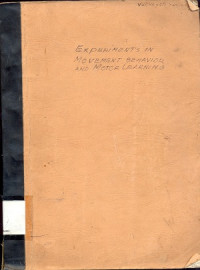 EXPERIMENTS IN
MOVEMENT BEHAVIOR
AND MOTOR LEARNING